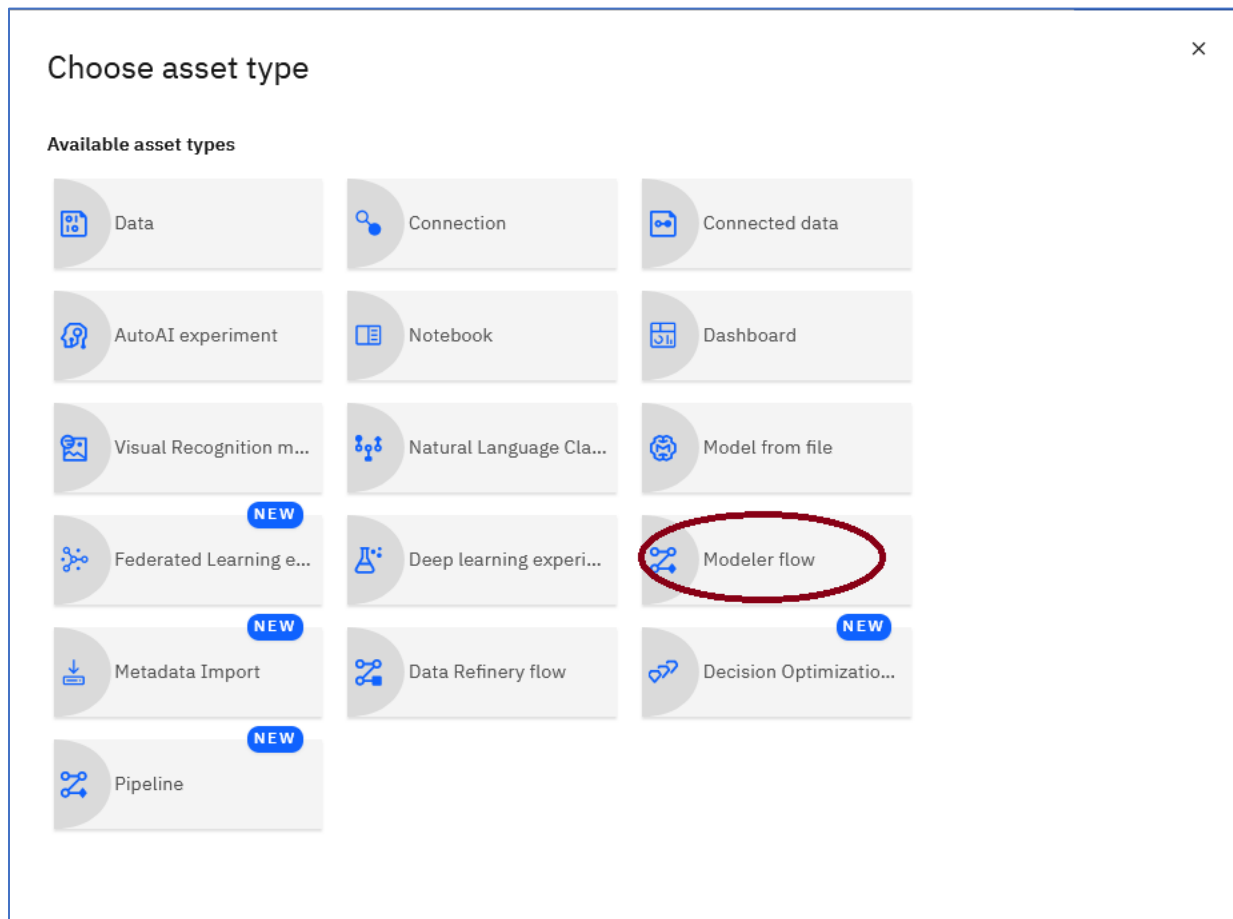 Choose asset type
Available asset types
Data
Connection
Connected data
AutoAI experiment
Notebook
Dashboard
Visual Recognition m...
Natural Language Cla...
Model from file
NEW
Federated Learning e...
Deep learning experi...
Modeler flow
NEW
Metadata Import
Data Refinery flow
NEW
Decision Optimizatio...
NEW
Pipeline